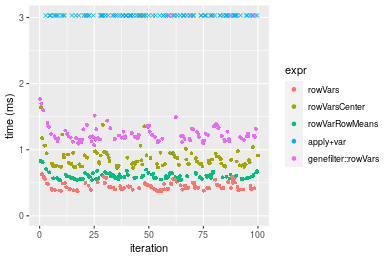 3
2
1
0
time (ms)
0
25
50
75
100
iteration
expr
rowVars
rowVarsCenter
rowVarRowMeans
apply+var
genefilter::rowVars